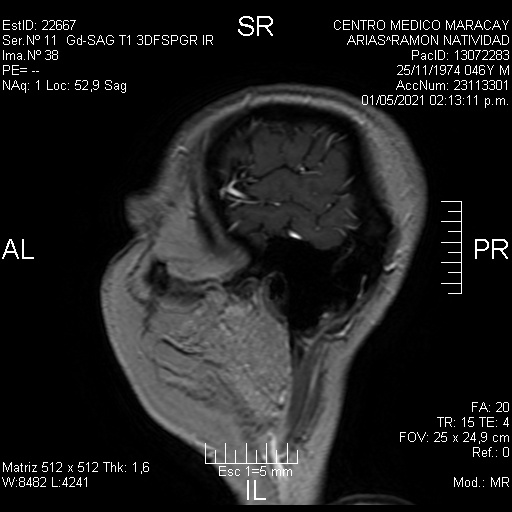 EstID: 22667
Ser.Nº 11 Gd-SAG T1 3DFSPGR IR
Ima.Nº 38
PE= --
NAq: 1 Loc: 52,9 Sag
SR
CENTRO MEDICO MARACAY
ARIAS^RAMON NATIVIDAD
PacID: 13072283
25/11/1974 046Y M
AccNum: 23113301
01/05/2021 02:13:11 p.m.
AL
PR
FA: 20
TR: 15 TE: 4
FOV: 25 x 24,9 cm
Ref.: 0
Mod.: MR
Matriz 512 x 512 Thk: 1,6
W:8482 L:4241
Esc 1=5 mm
IL